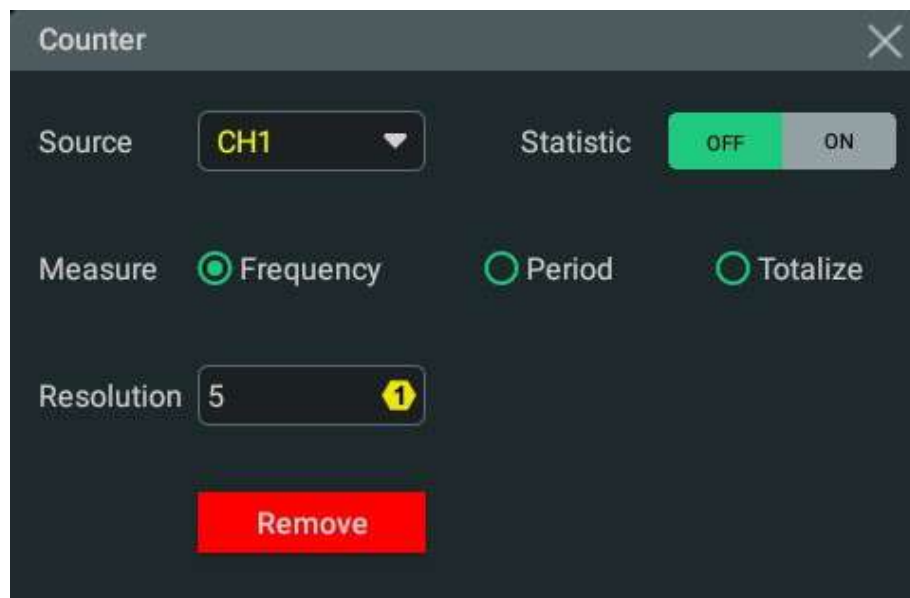 Counter
Source CH1 Statistic OFF ON
Measure Frequency Period Totalize
Resolution 5 1
Remove